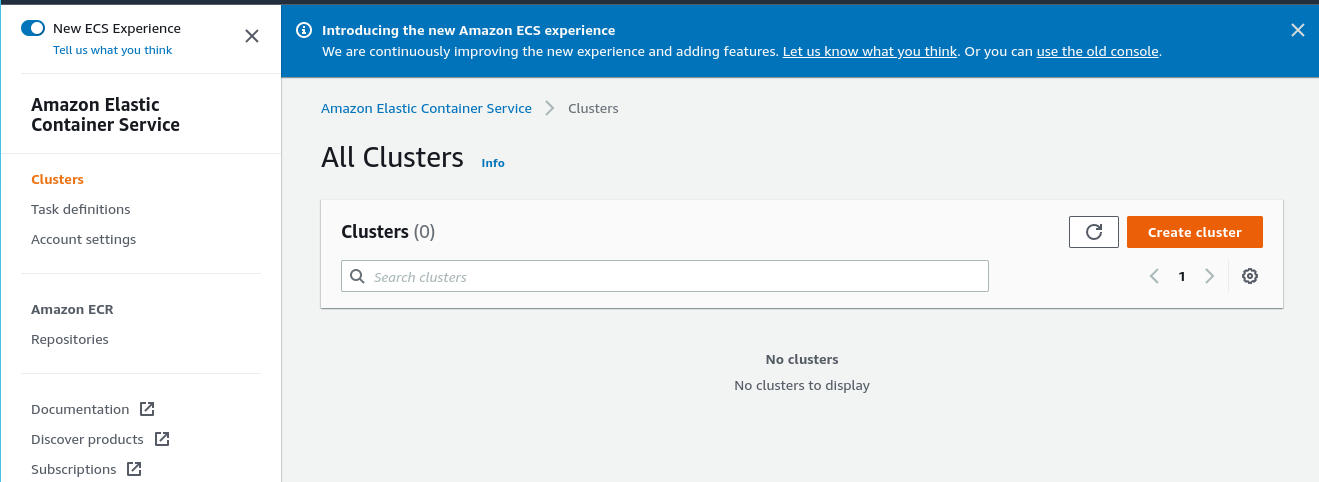 New ECS Experience
Tell us what you think
Amazon Elastic
Container Service
Clusters
Task definitions
Account settings
Amazon ECR
Repositories
Documentation
Discover products
Subscriptions
Introducing the new Amazon ECS experience
We are continuously improving the new experience and adding features. Let us know what you think. Or you can use the old console.
Amazon Elastic Container Service
Clusters
All Clusters
Info
Clusters (0)
Create cluster
Search clusters
1
No clusters
No clusters to display